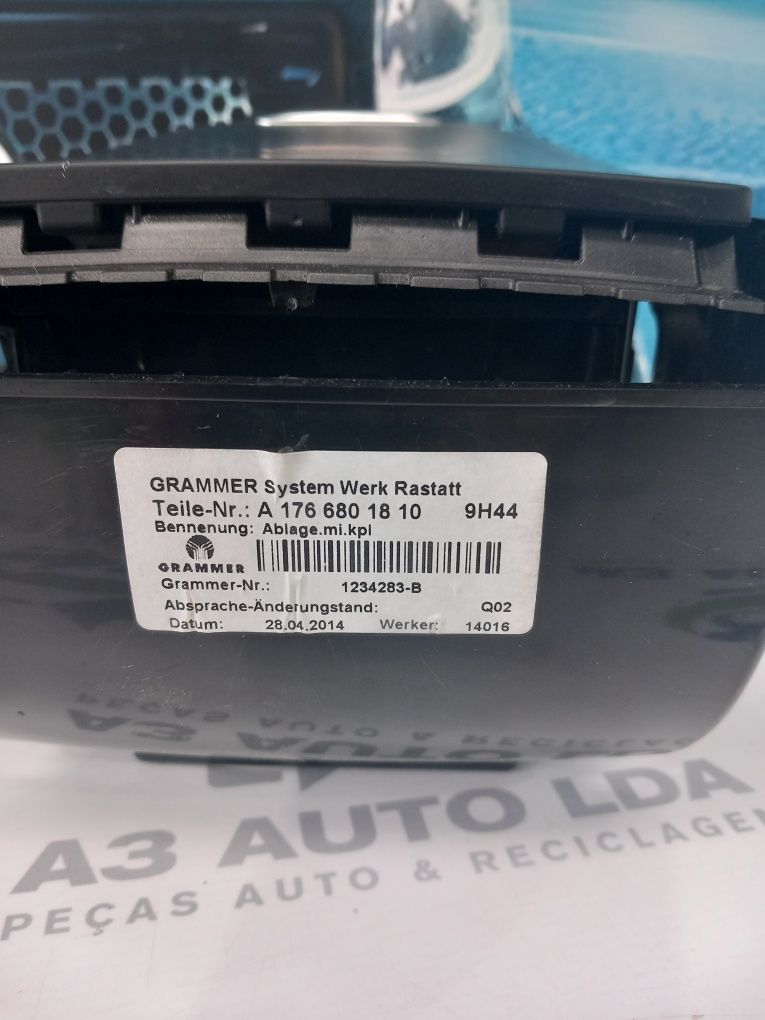 GRAMMER System Werk Rastatt
Teile-Nr.: A 176 680 18 10 9H44
Bennenung: Ablage.mi.kpl
GRAMMER
Grammer-Nr.: 1234283-B
Absprache-Änderungstand: Q02
Datum: 28.04.2014 Werker: 14016
A3 AUTO LDA
PEÇAS AUTO & RECICLAGEM